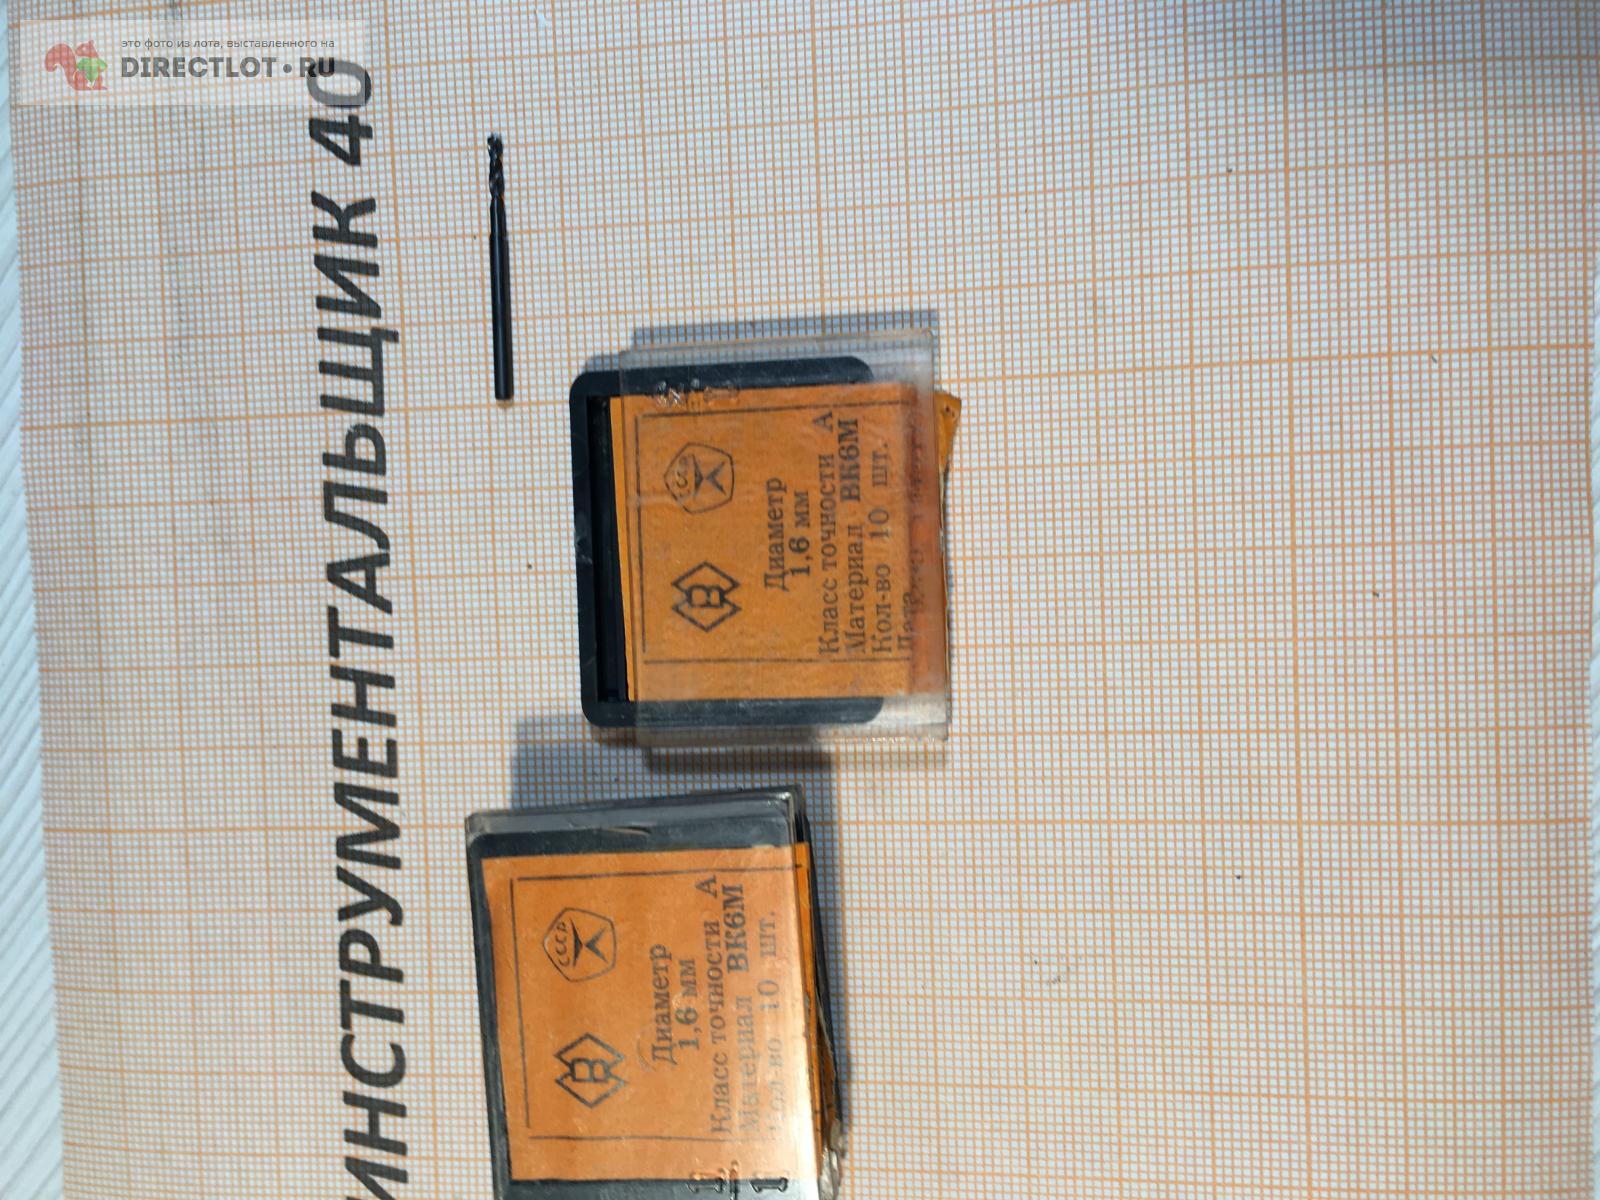 это фото из лота, выставленного на
DIRECTLOT.RU
ИНСТРУМЕНТАЛЬЩИК 40
СССР
В
Диаметр
1,6 мм
Класс точности А
Материал ВК6М
Кол-во 10 шт.
Дата
СССР
В
Диаметр
1,6 мм
Класс точности А
Материал ВК6М
Кол-во 10 шт.